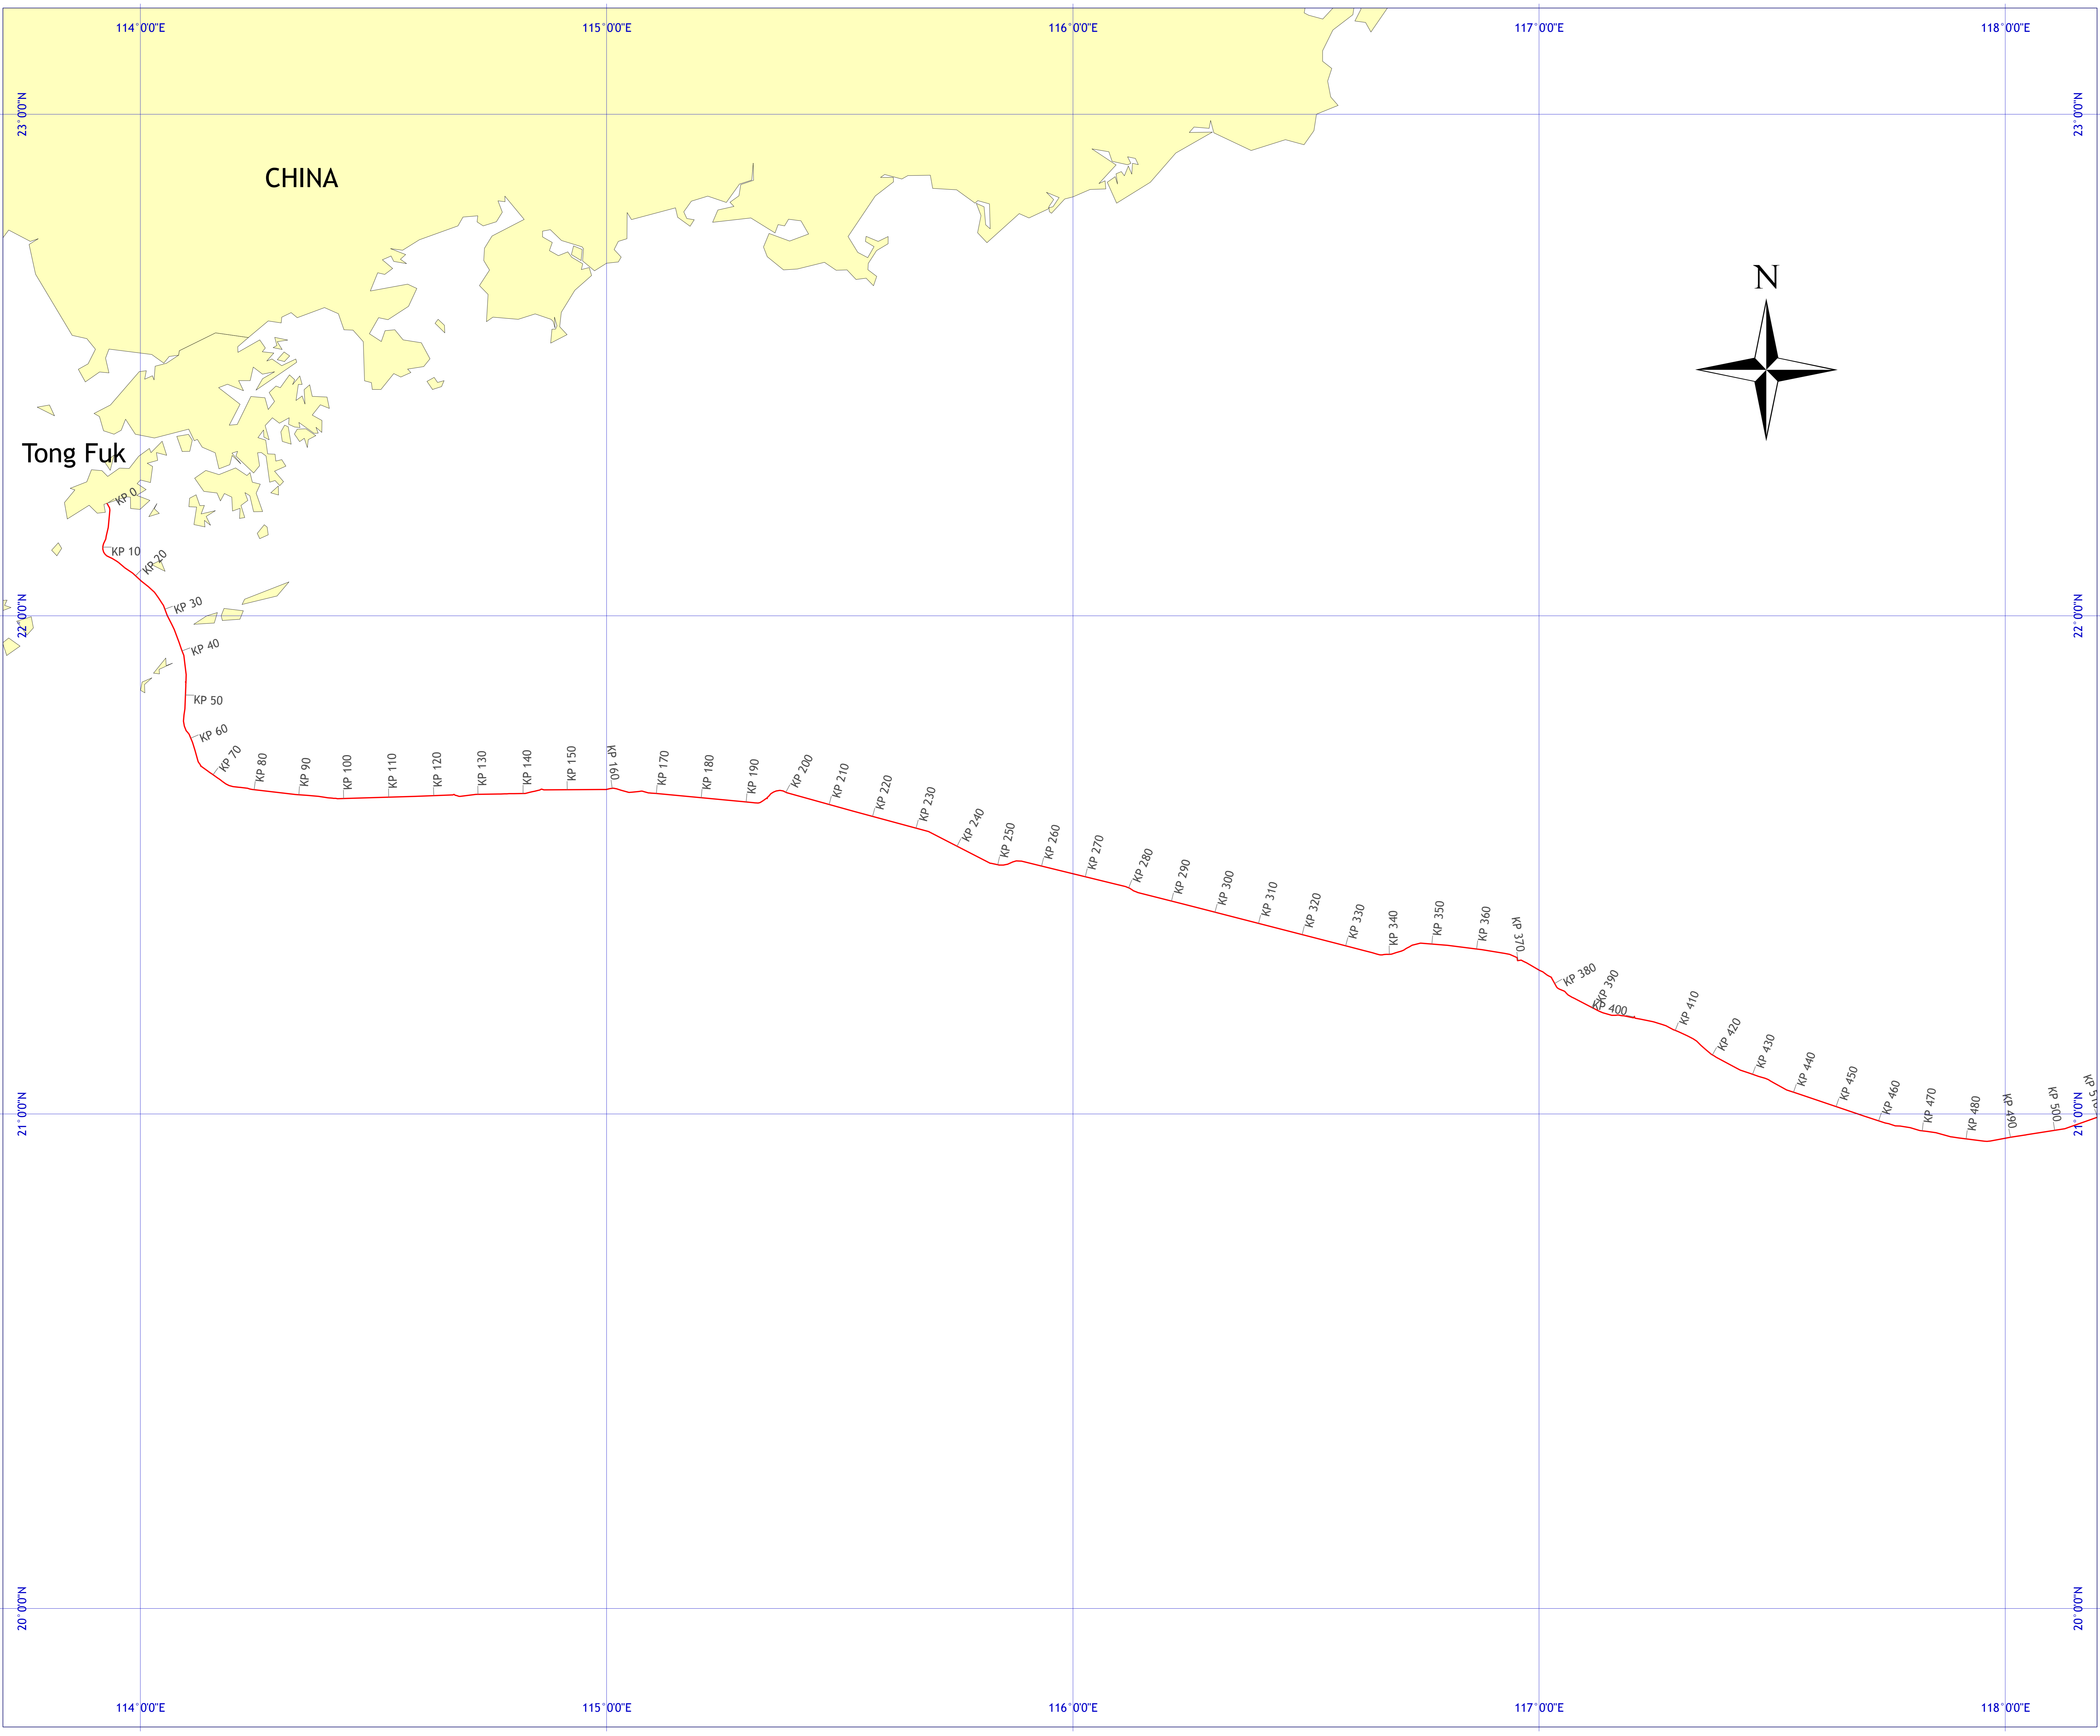 114°0'0"E 115°0'0"E 116°0'0"E 117°0'0"E 118°0'0"E
23°0'0"N 23°0'0"N
CHINA
N
Tong Fuk
KP 0
KP 10
KP 20
KP 30
22°0'0"N 22°0'0"N
KP 40
KP 50
KP 60
KP 70
KP 80
KP 90
KP 100
KP 110
KP 120
KP 130
KP 140
KP 150
KP 160
KP 170
KP 180
KP 190
KP 200
KP 210
KP 220
KP 230
KP 240
KP 250
KP 260
KP 270
KP 280
KP 290
KP 300
KP 310
KP 320
KP 330
KP 340
KP 350
KP 360
KP 370
KP 380
KP 390
KP 400
KP 410
KP 420
KP 430
KP 440
KP 450
KP 460
KP 470
KP 480
KP 490
KP 500
KP 510
21°0'0"N 21°0'0"N
20°0'0"N 20°0'0"N
114°0'0"E 115°0'0"E 116°0'0"E 117°0'0"E 118°0'0"E